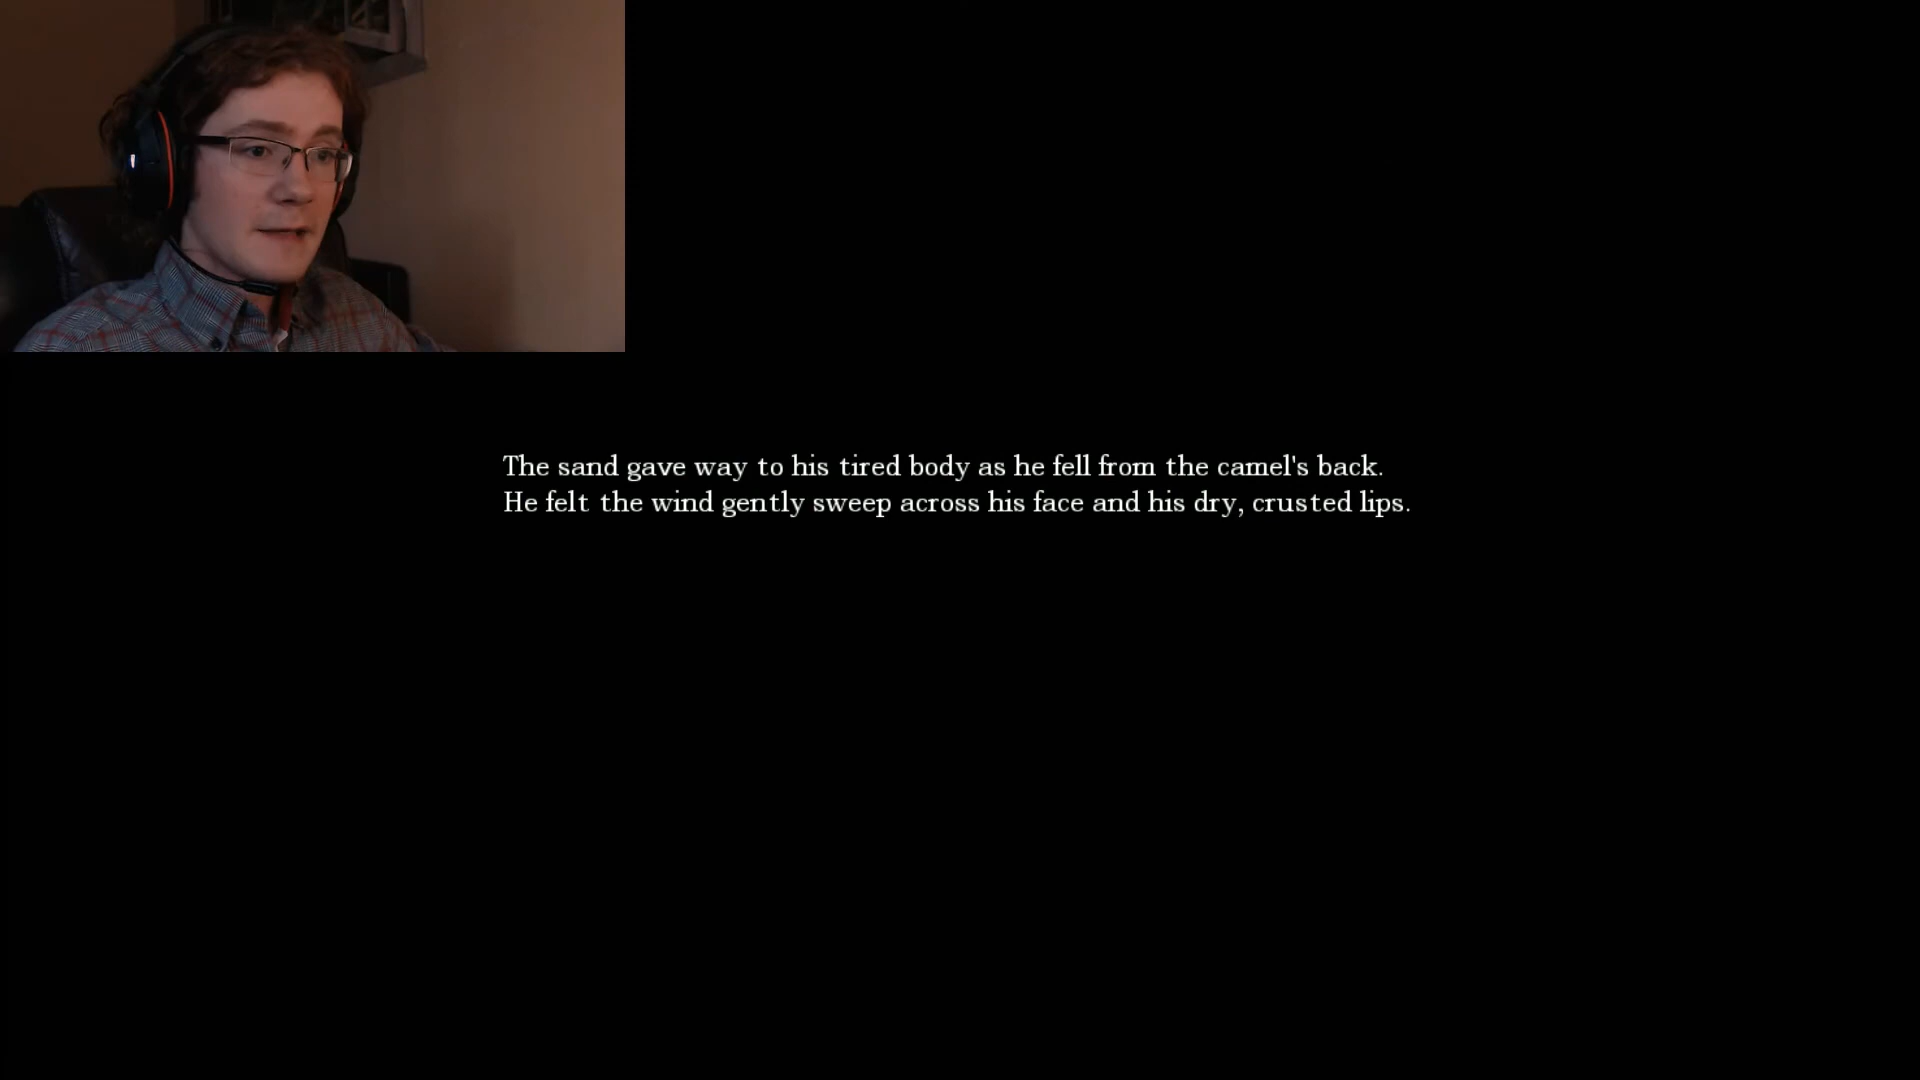 The sand gave way to his tired body as he fell from the camel's back.
He felt the wind gently sweep across his face and his dry, crusted lips.